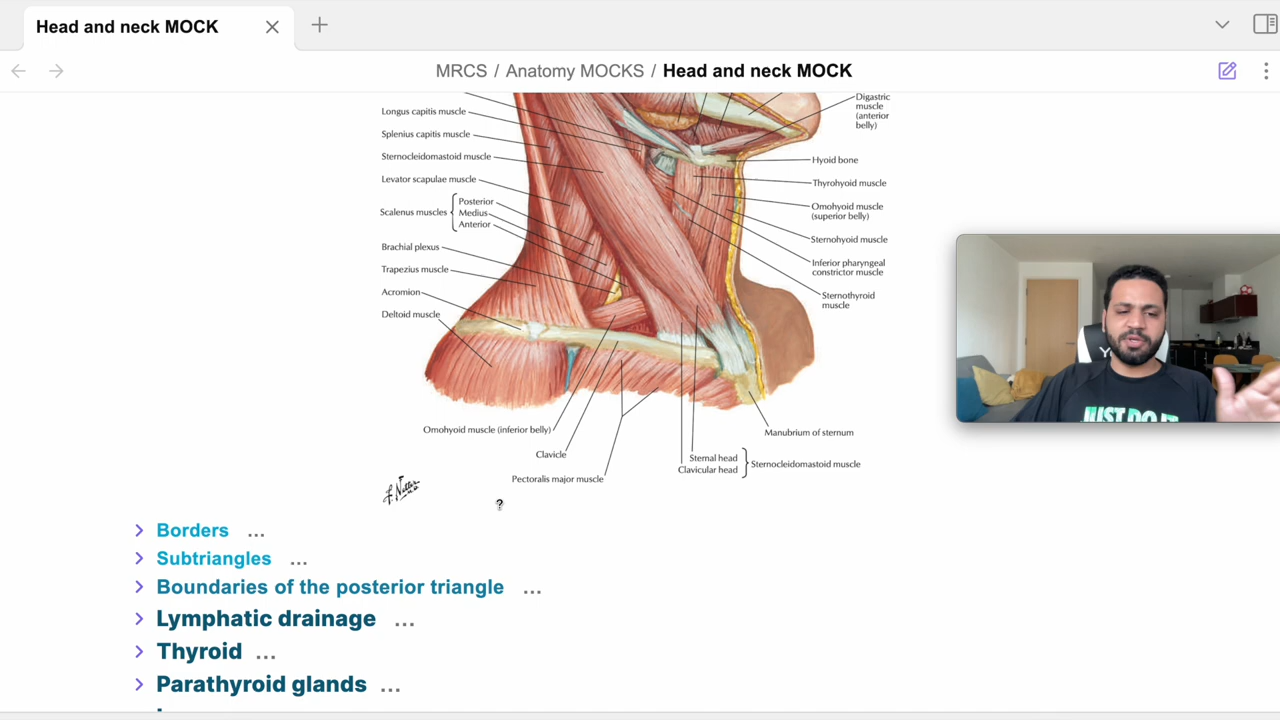 Head and neck MOCK
MRCS / Anatomy MOCKS / Head and neck MOCK
Longus capitis muscle
Splenius capitis muscle
Sternocleidomastoid muscle
Levator scapulae muscle
Scalenus muscles
Posterior
Medius
Anterior
Brachial plexus
Trapezius muscle
Acromion
Deltoid muscle
Digastric
muscle
(anterior
belly)
Hyoid bone
Thyrohyoid muscle
Omohyoid muscle
(superior belly)
Sternohyoid muscle
Inferior pharyngeal
constrictor muscle
Sternothyroid
muscle
Omohyoid muscle (inferior belly)
Clavicle
Pectoralis major muscle
Manubrium of sternum
Sternal head
Clavicular head
Sternocleidomastoid muscle
F. Netter
?
JUST DO IT
Borders ...
Subtriangles ...
Boundaries of the posterior triangle ...
Lymphatic drainage ...
Thyroid ...
Parathyroid glands ...